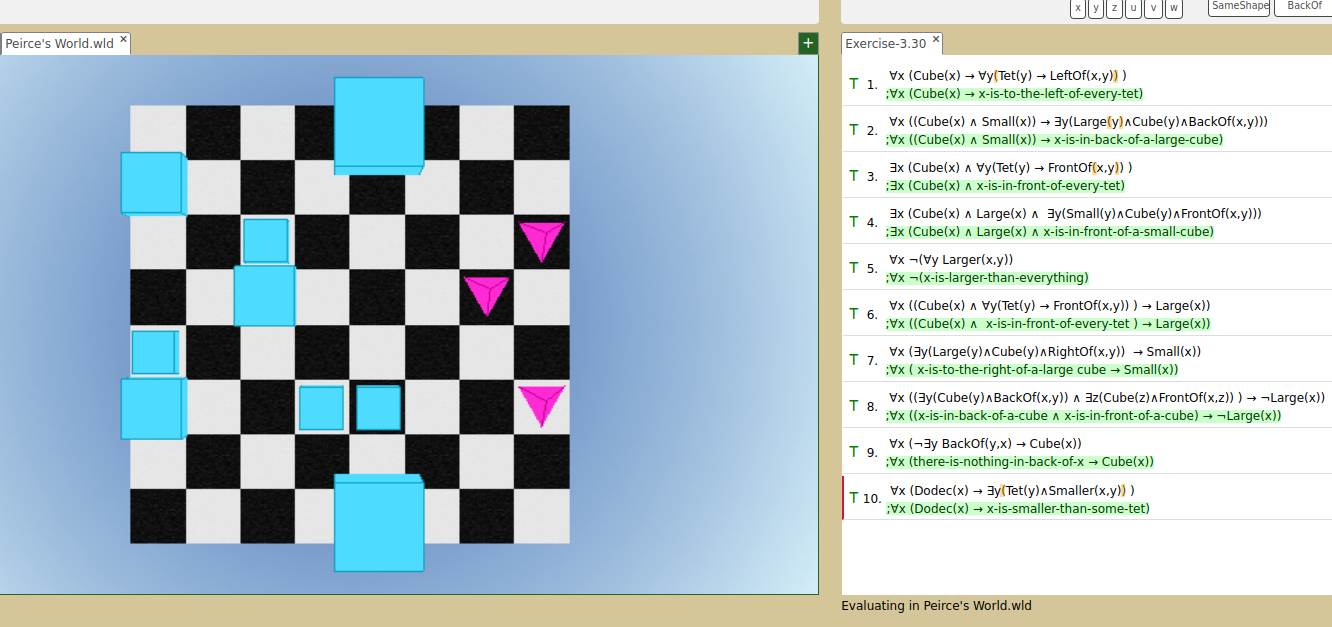 x y z u v w SameShape BackOf
Peirce's World.wld ×
+
Exercise-3.30 ×
T 1. ∀x (Cube(x) → ∀y(Tet(y) → LeftOf(x,y)) )
;∀x (Cube(x) → x-is-to-the-left-of-every-tet)
T 2. ∀x ((Cube(x) ∧ Small(x)) → ∃y(Large(y)∧Cube(y)∧BackOf(x,y)))
;∀x ((Cube(x) ∧ Small(x)) → x-is-in-back-of-a-large-cube)
T 3. ∃x (Cube(x) ∧ ∀y(Tet(y) → FrontOf(x,y)) )
;∃x (Cube(x) ∧ x-is-in-front-of-every-tet)
T 4. ∃x (Cube(x) ∧ Large(x) ∧ ∃y(Small(y)∧Cube(y)∧FrontOf(x,y)))
;∃x (Cube(x) ∧ Large(x) ∧ x-is-in-front-of-a-small-cube)
T 5. ∀x ¬(∀y Larger(x,y))
;∀x ¬(x-is-larger-than-everything)
T 6. ∀x ((Cube(x) ∧ ∀y(Tet(y) → FrontOf(x,y)) ) → Large(x))
;∀x ((Cube(x) ∧ x-is-in-front-of-every-tet ) → Large(x))
T 7. ∀x (∃y(Large(y)∧Cube(y)∧RightOf(x,y)) → Small(x))
;∀x ( x-is-to-the-right-of-a-large cube → Small(x))
T 8. ∀x ((∃y(Cube(y)∧BackOf(x,y)) ∧ ∃z(Cube(z)∧FrontOf(x,z)) ) → ¬Large(x))
;∀x ((x-is-in-back-of-a-cube ∧ x-is-in-front-of-a-cube) → ¬Large(x))
T 9. ∀x (¬∃y BackOf(y,x) → Cube(x))
;∀x (there-is-nothing-in-back-of-x → Cube(x))
T 10. ∀x (Dodec(x) → ∃y(Tet(y)∧Smaller(x,y)) )
;∀x (Dodec(x) → x-is-smaller-than-some-tet)
Evaluating in Peirce's World.wld